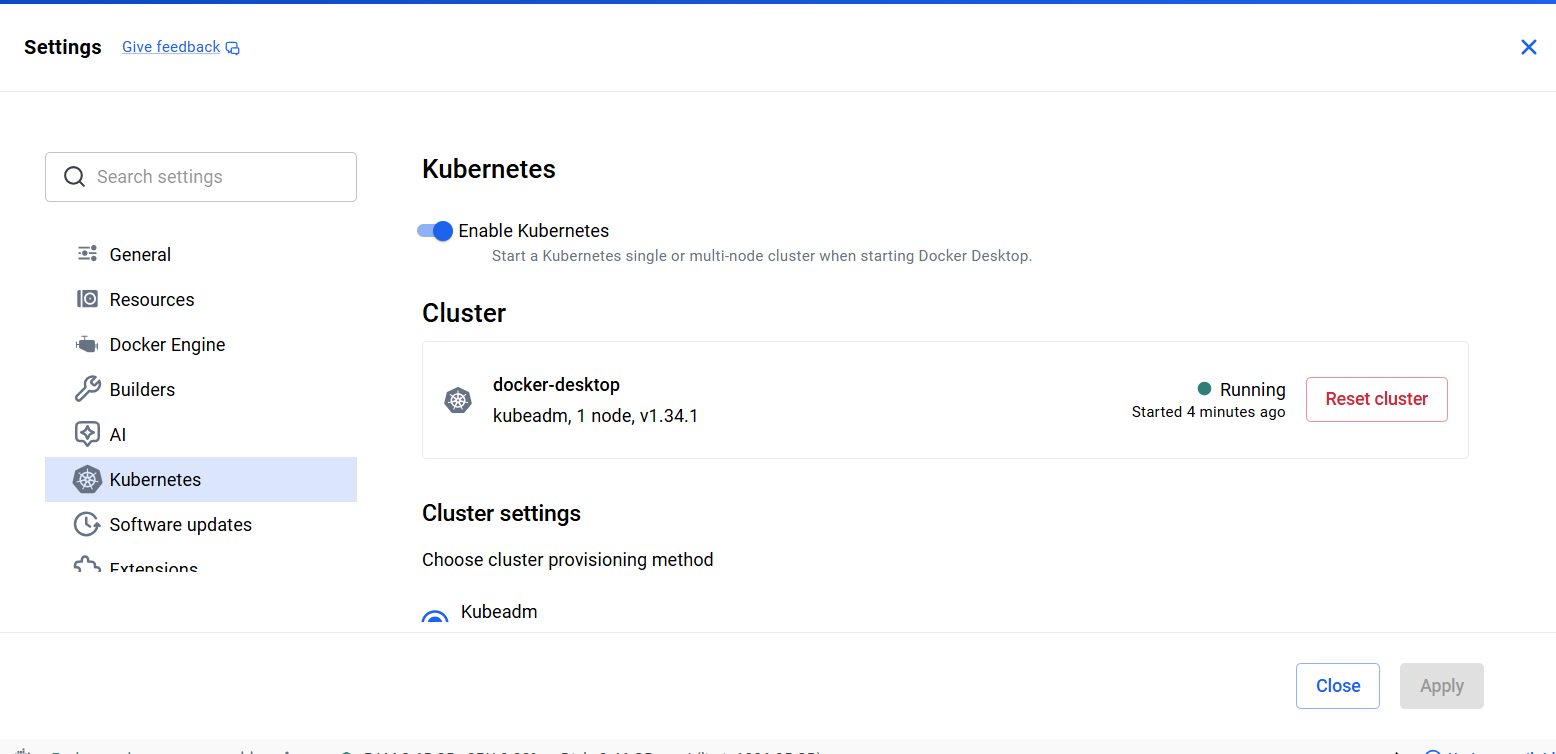 Settings
Give feedback
Search settings
General
Resources
Docker Engine
Builders
AI
Kubernetes
Software updates
Extensions
Kubernetes
Enable Kubernetes
Start a Kubernetes single or multi-node cluster when starting Docker Desktop.
Cluster
docker-desktop
kubeadm, 1 node, v1.34.1
Running
Started 4 minutes ago
Reset cluster
Cluster settings
Choose cluster provisioning method
Kubeadm
Close
Apply